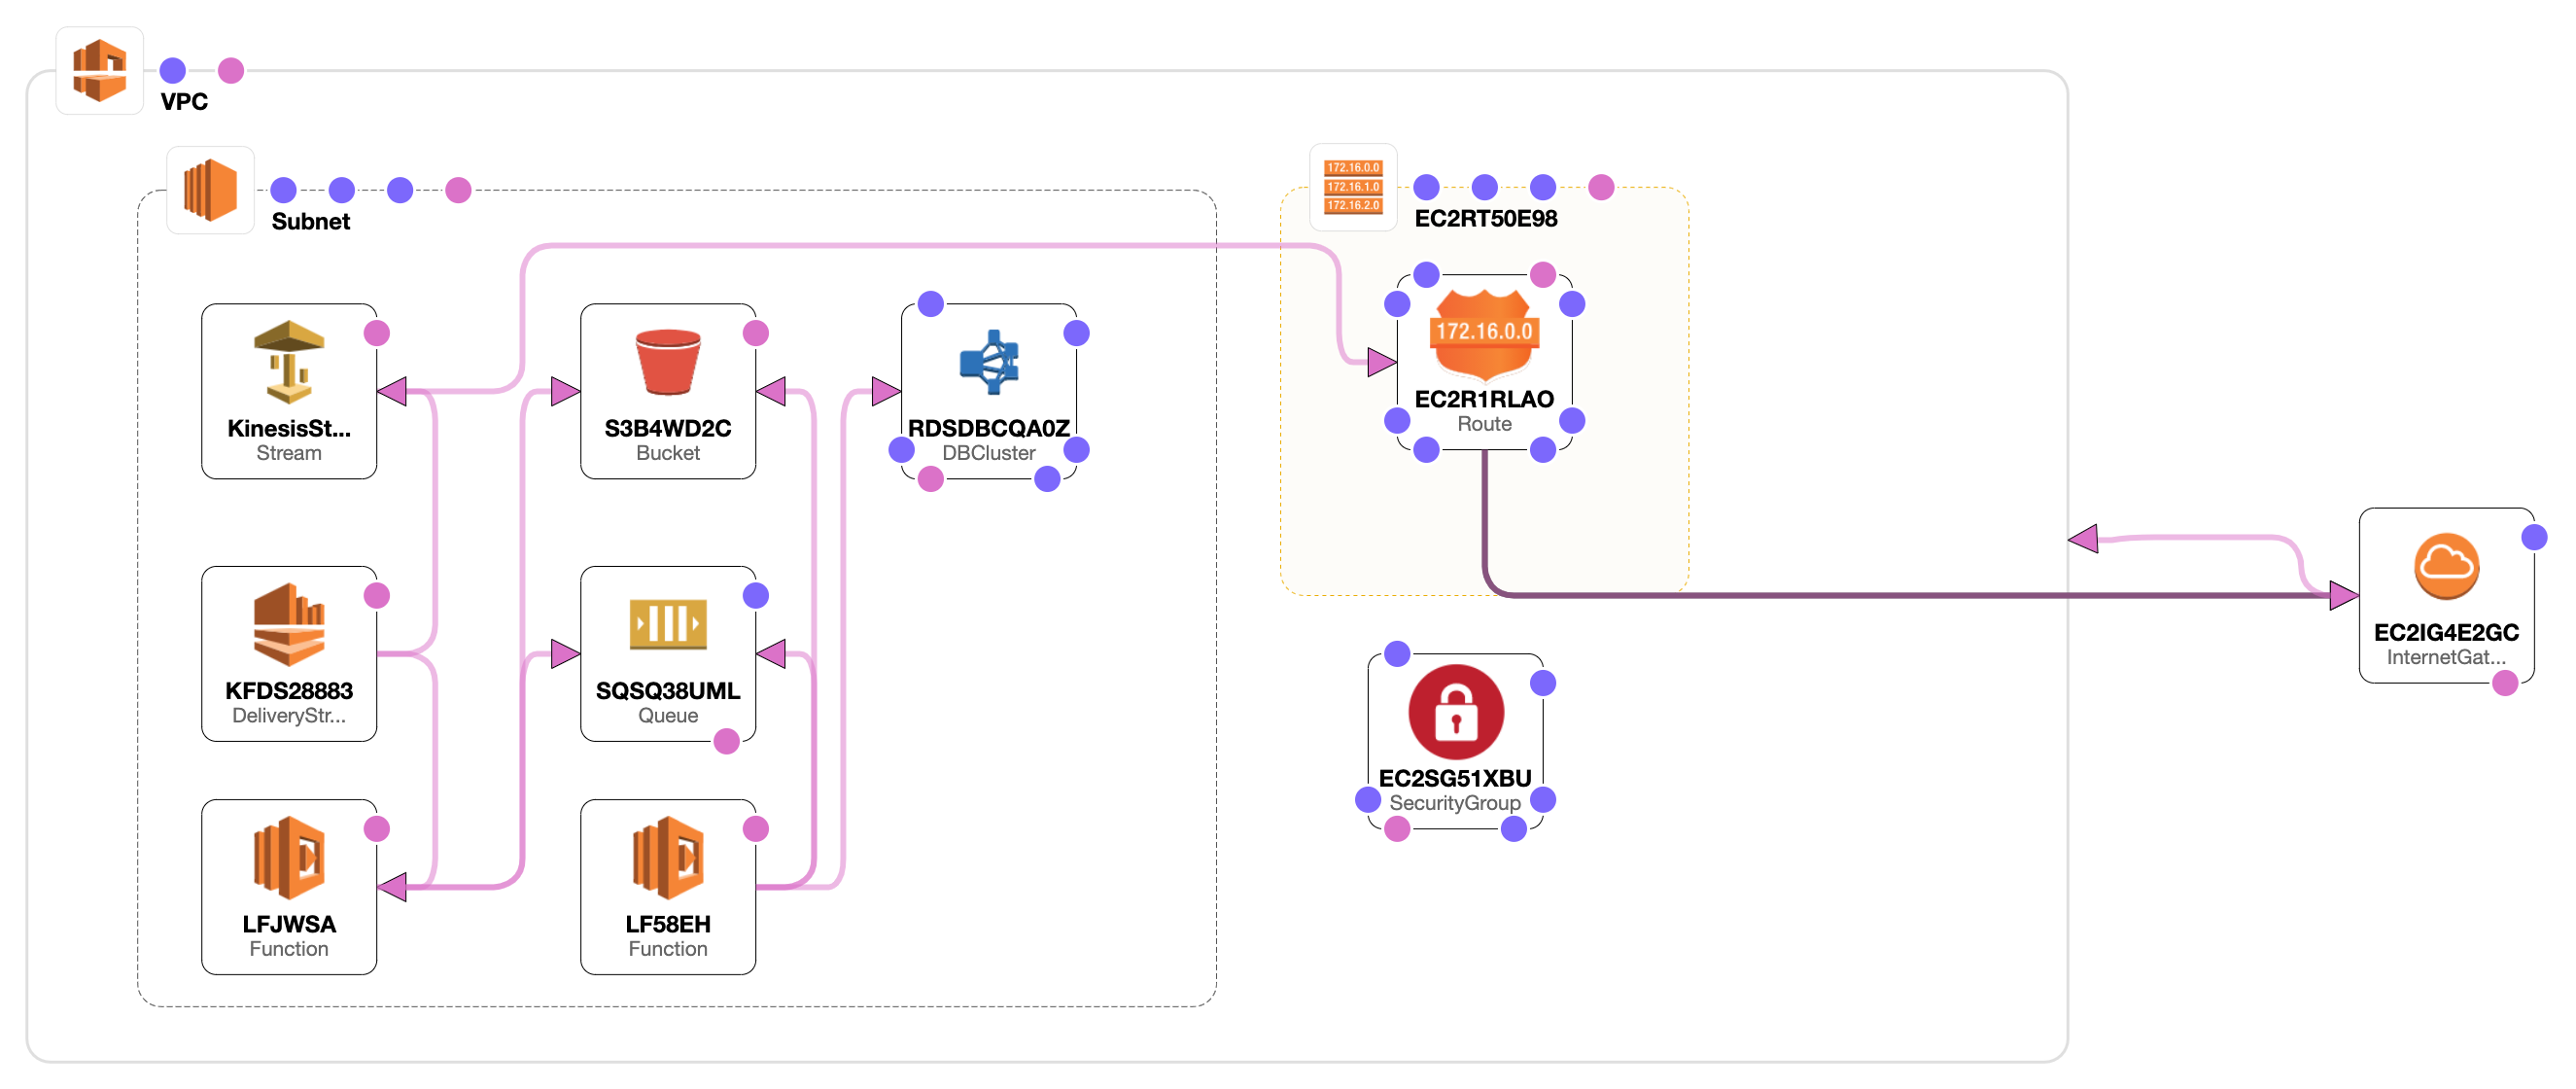 VPC
Subnet
172.16.0.0
172.16.1.0
172.16.2.0
EC2RT50E98
KinesisSt...
Stream
S3B4WD2C
Bucket
RDSDBCQA0Z
DBCluster
172.16.0.0
EC2R1RLAO
Route
KFDS28883
DeliveryStr...
SQSQ38UML
Queue
EC2IG4E2GC
InternetGat...
EC2SG51XBU
SecurityGroup
LFJWSA
Function
LF58EH
Function